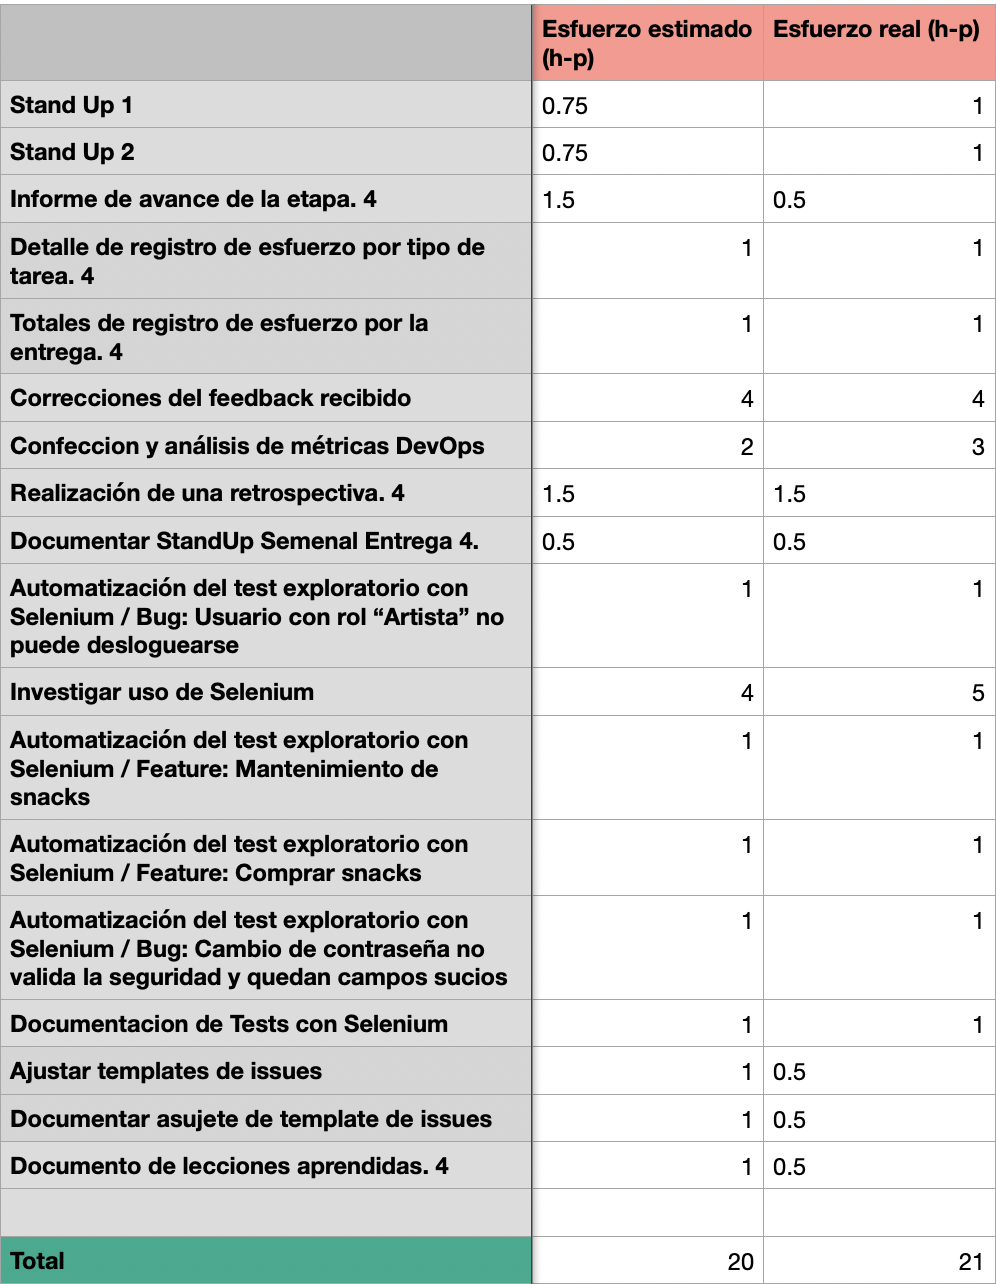 Esfuerzo estimado Esfuerzo real (h-p)
(h-p)
Stand Up 1 0.75 1
Stand Up 2 0.75 1
Informe de avance de la etapa. 4 1.5 0.5
Detalle de registro de esfuerzo por tipo de 1 1
tarea. 4
Totales de registro de esfuerzo por la 1 1
entrega. 4
Correcciones del feedback recibido 4 4
Confeccion y análisis de métricas DevOps 2 3
Realización de una retrospectiva. 4 1.5 1.5
Documentar StandUp Semenal Entrega 4. 0.5 0.5
Automatización del test exploratorio con 1 1
Selenium / Bug: Usuario con rol “Artista” no
puede desloguearse
Investigar uso de Selenium 4 5
Automatización del test exploratorio con 1 1
Selenium / Feature: Mantenimiento de
snacks
Automatización del test exploratorio con 1 1
Selenium / Feature: Comprar snacks
Automatización del test exploratorio con 1 1
Selenium / Bug: Cambio de contraseña no
valida la seguridad y quedan campos sucios
Documentacion de Tests con Selenium 1 1
Ajustar templates de issues 1 0.5
Documentar asujete de template de issues 1 0.5
Documento de lecciones aprendidas. 4 1 0.5
Total 20 21